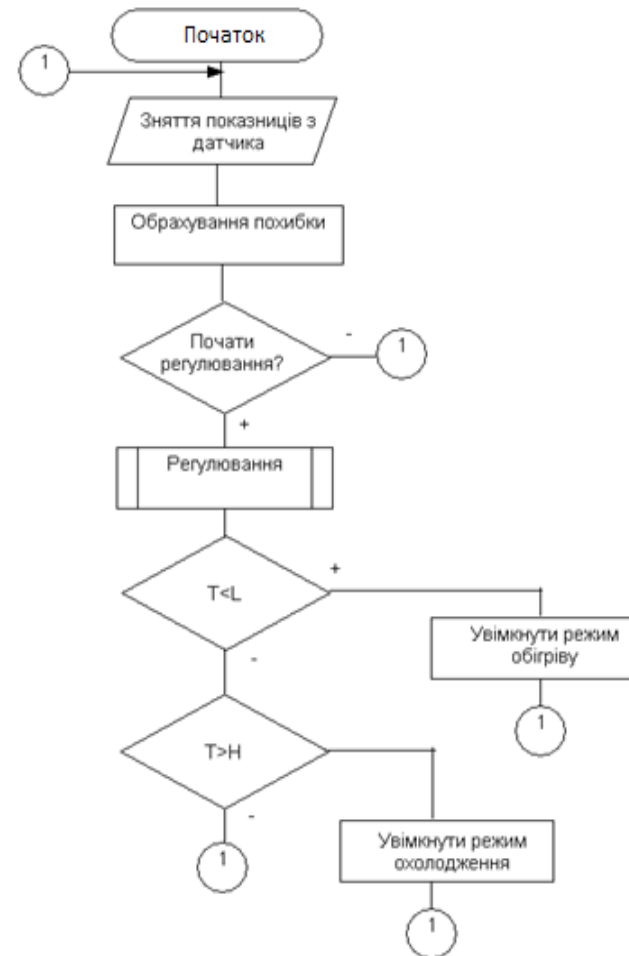 Початок
1
Зняття показниців з
датчика
Обрахування похибки
Почати
регулювання?
-
1
+
Регулювання
T<L
+
Увімкнути режим
обігріву
-
1
T>H
-
1
Увімкнути режим
охолодження
1